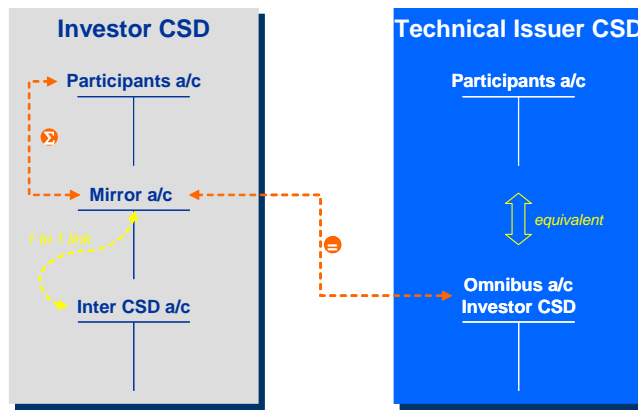 Investor CSD
Participants a/c
Σ
Mirror a/c
1 to 1 link
Inter CSD a/c
=
Technical Issuer CSD
Participants a/c
equivalent
Omnibus a/c
Investor CSD